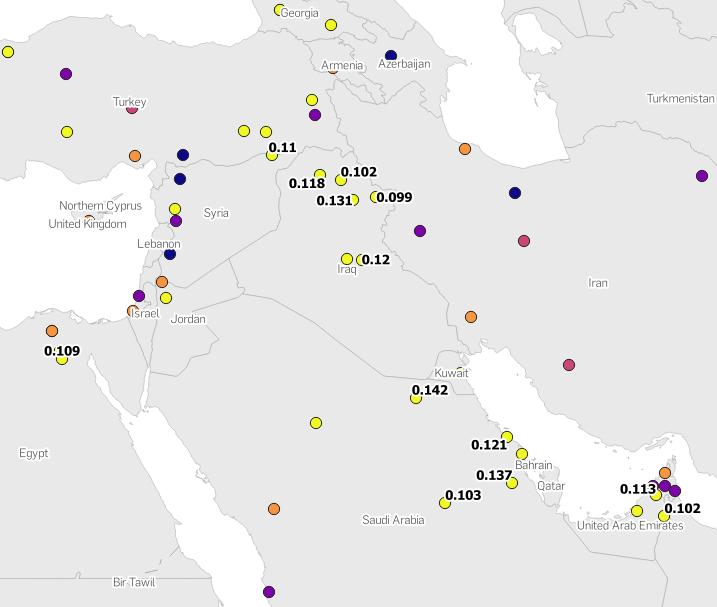 Georgia
Armenia
Azerbaijan
Turkey
Turkmenistan
0.11
0.102
0.118
0.131
0.099
Northern Cyprus
United Kingdom
Syria
Lebanon
0.12
Iraq
Iran
Israel
Jordan
0.109
Kuwait
0.142
0.121
Egypt
Bahrain
0.137
Qatar
0.113
0.103
0.102
Saudi Arabia
United Arab Emirates
Bir Tawil